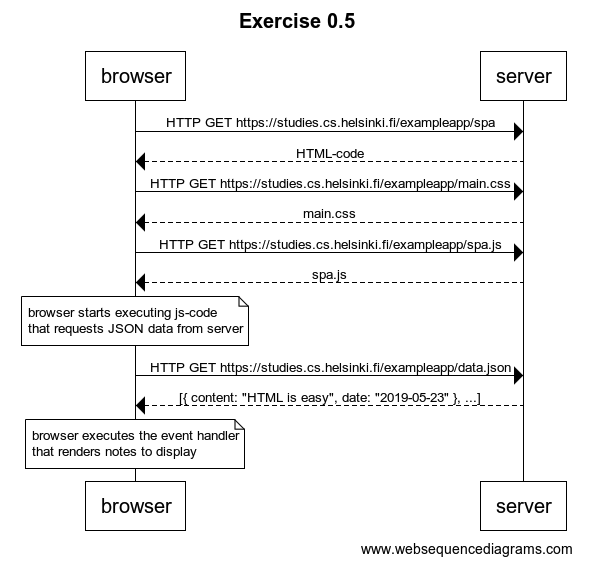 Exercise 0.5
browser
server
HTTP GET https://studies.cs.helsinki.fi/exampleapp/spa
HTML-code
HTTP GET https://studies.cs.helsinki.fi/exampleapp/main.css
main.css
HTTP GET https://studies.cs.helsinki.fi/exampleapp/spa.js
spa.js
browser starts executing js-code
that requests JSON data from server
HTTP GET https://studies.cs.helsinki.fi/exampleapp/data.json
[{ content: "HTML is easy", date: "2019-05-23" }, ...]
browser executes the event handler
that renders notes to display
browser
server
www.websequencediagrams.com